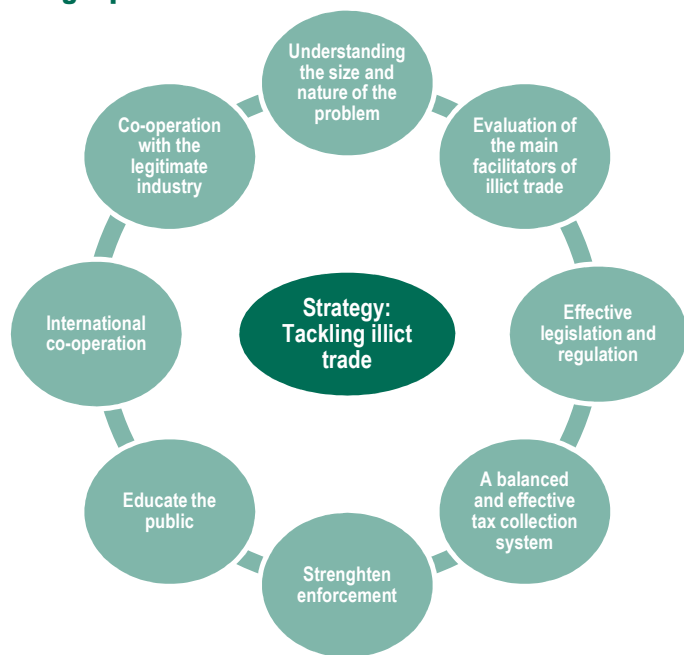 Understanding
the size and
nature of the
problem
Evaluation of
the main
facilitators of
illict trade
Effective
legislation and
regulation
A balanced
and effective
tax collection
system
Strenghten
enforcement
Educate the
public
International
co-operation
Co-operation
with the
legitimate
industry
Strategy:
Tackling illict
trade